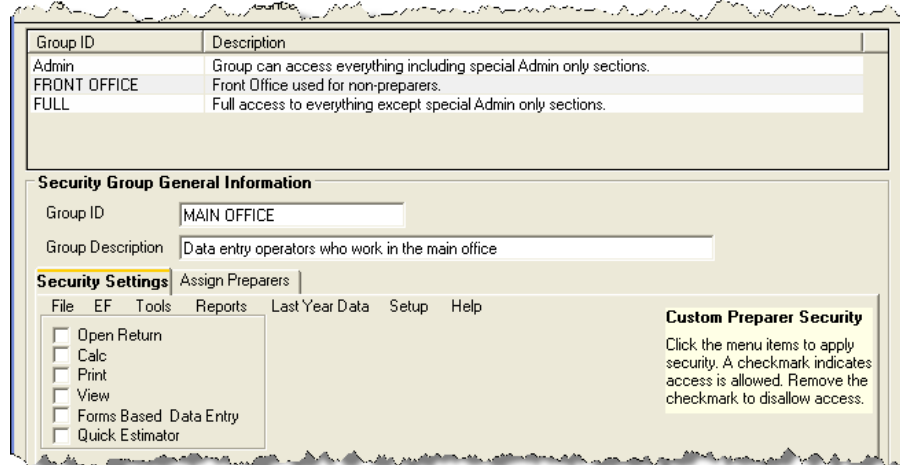 Group ID Description
Admin Group can access everything including special Admin only sections.
FRONT OFFICE Front Office used for non-preparers.
FULL Full access to everything except special Admin only sections.
Security Group General Information
Group ID MAIN OFFICE
Group Description Data entry operators who work in the main office
Security Settings Assign Preparers
File EF Tools Reports Last Year Data Setup Help
Open Return
Calc
Print
View
Forms Based Data Entry
Quick Estimator
Custom Preparer Security
Click the menu items to apply
security. A checkmark indicates
access is allowed. Remove the
checkmark to disallow access.